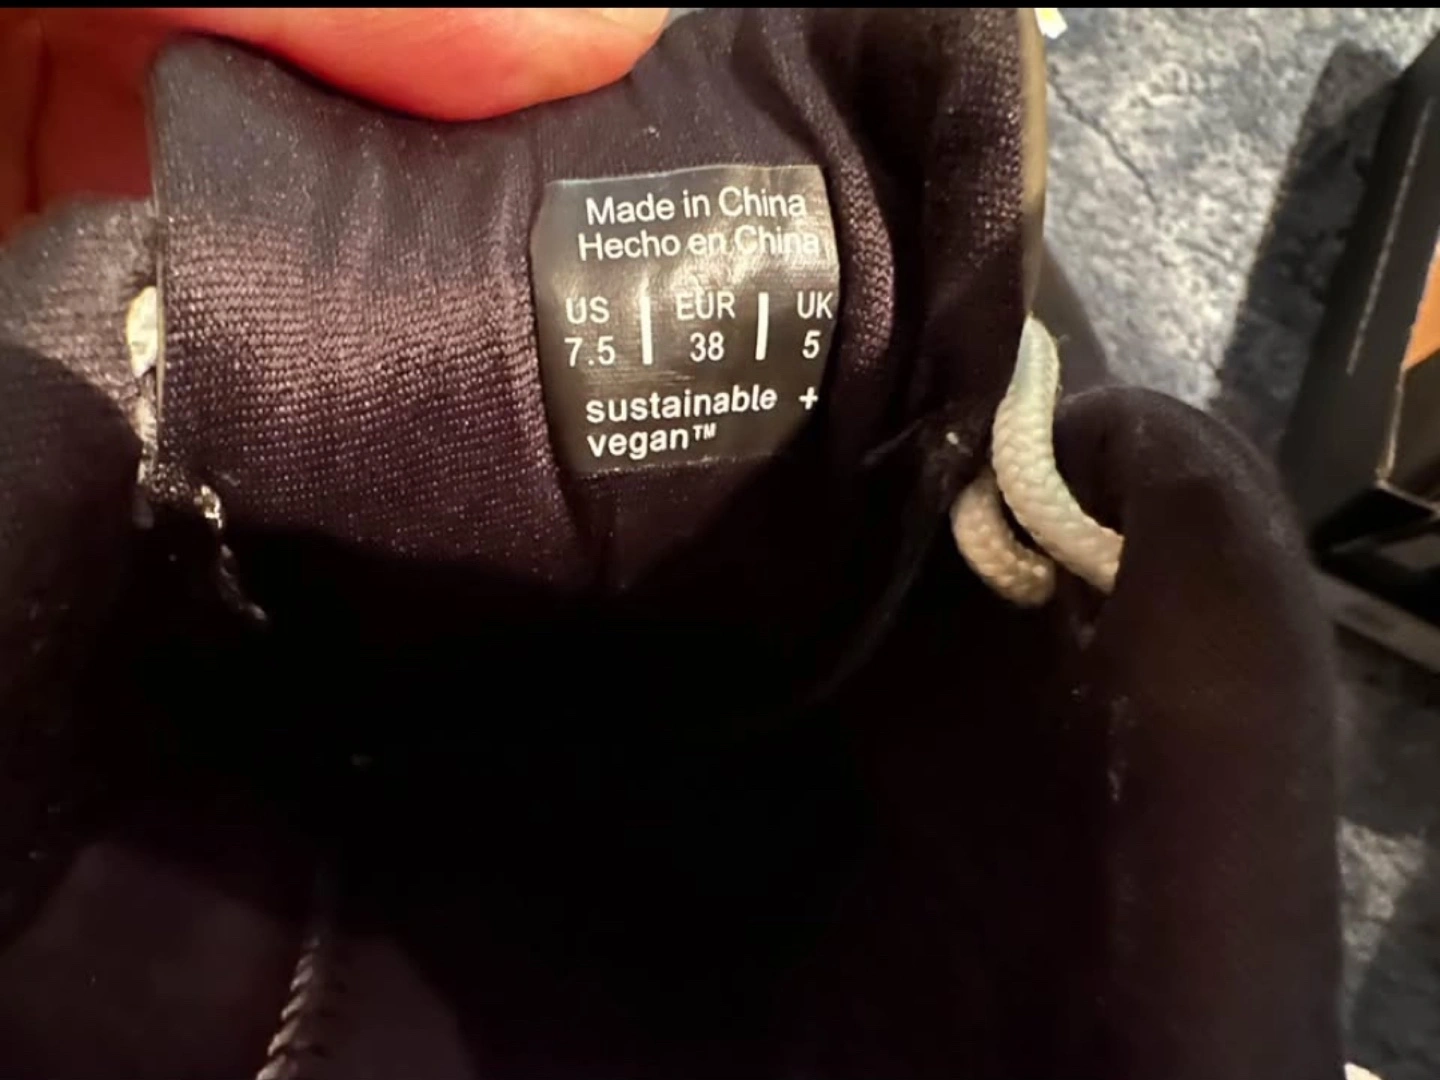 Made in China
Hecho en China
US | EUR | UK
7.5 | 38 | 5
sustainable +
vegan™